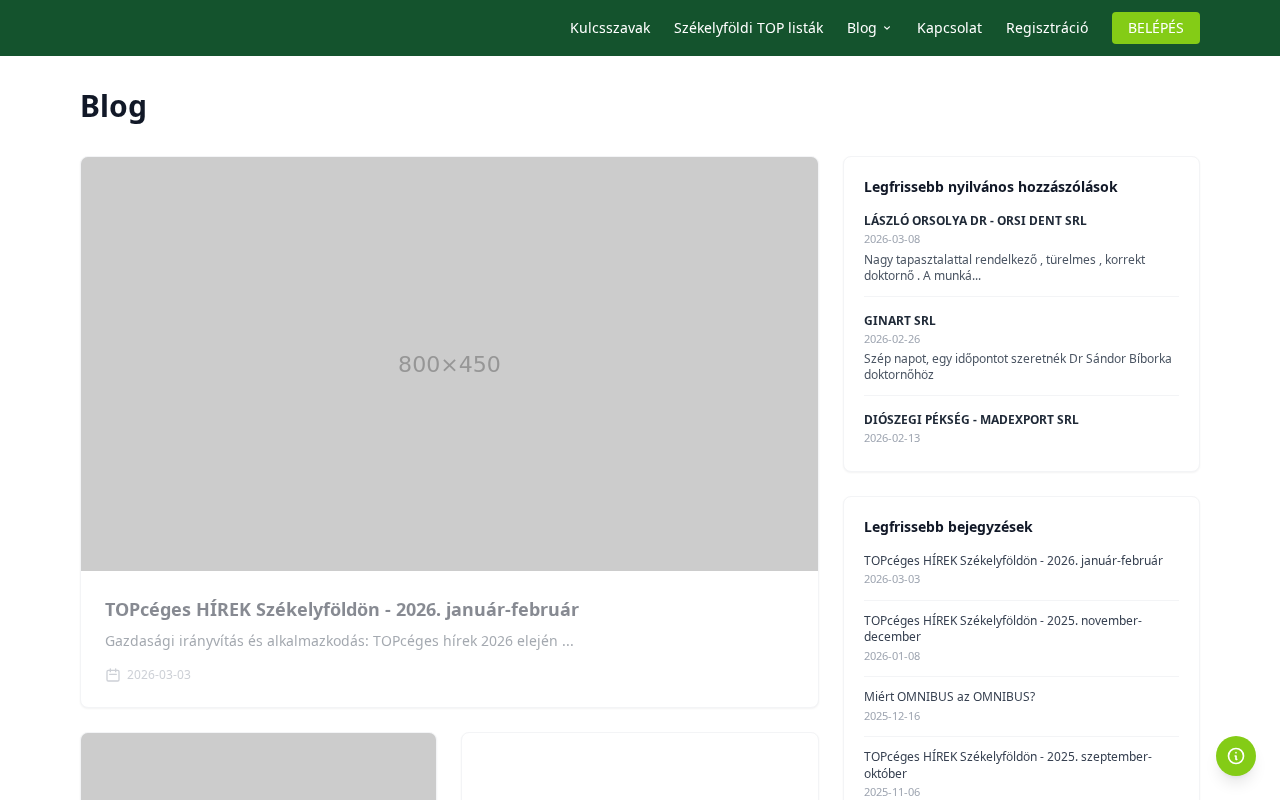 Kulcsszavak
Székelyföldi TOP listák
Blog
Kapcsolat
Regisztráció
BELÉPÉS
Blog
800×450
TOPcéges HÍREK Székelyföldön - 2026. január-február
Gazdasági irányvítás és alkalmazkodás: TOPcéges hírek 2026 elején ...
2026-03-03
Legfrissebb nyilvános hozzászólások
LÁSZLÓ ORSOLYA DR - ORSI DENT SRL
2026-03-08
Nagy tapasztalattal rendelkező , türelmes , korrekt
doktornő . A munká...
GINART SRL
2026-02-26
Szép napot, egy időpontot szeretnék Dr Sándor Bíborka
doktornőhöz
DIÓSZEGI PÉKSÉG - MADEXPORT SRL
2026-02-13
Legfrissebb bejegyzések
TOPcéges HÍREK Székelyföldön - 2026. január-február
2026-03-03
TOPcéges HÍREK Székelyföldön - 2025. november-
december
2026-01-08
Miért OMNIBUS az OMNIBUS?
2025-12-16
TOPcéges HÍREK Székelyföldön - 2025. szeptember-
október
2025-11-06